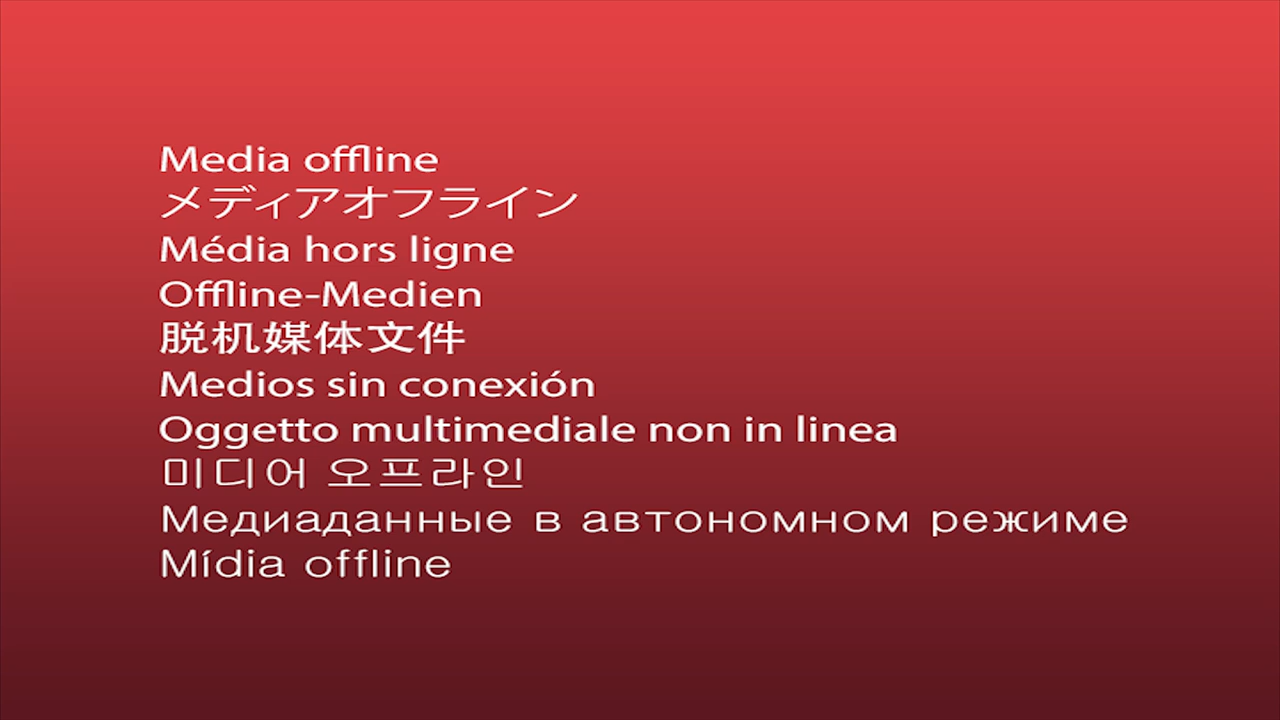 Media offline
メディアオフライン
Média hors ligne
Offline-Medien
脱机媒体文件
Medios sin conexión
Oggetto multimediale non in linea
미디어 오프라인
Медиаданные в автономном режиме
Mídia offline